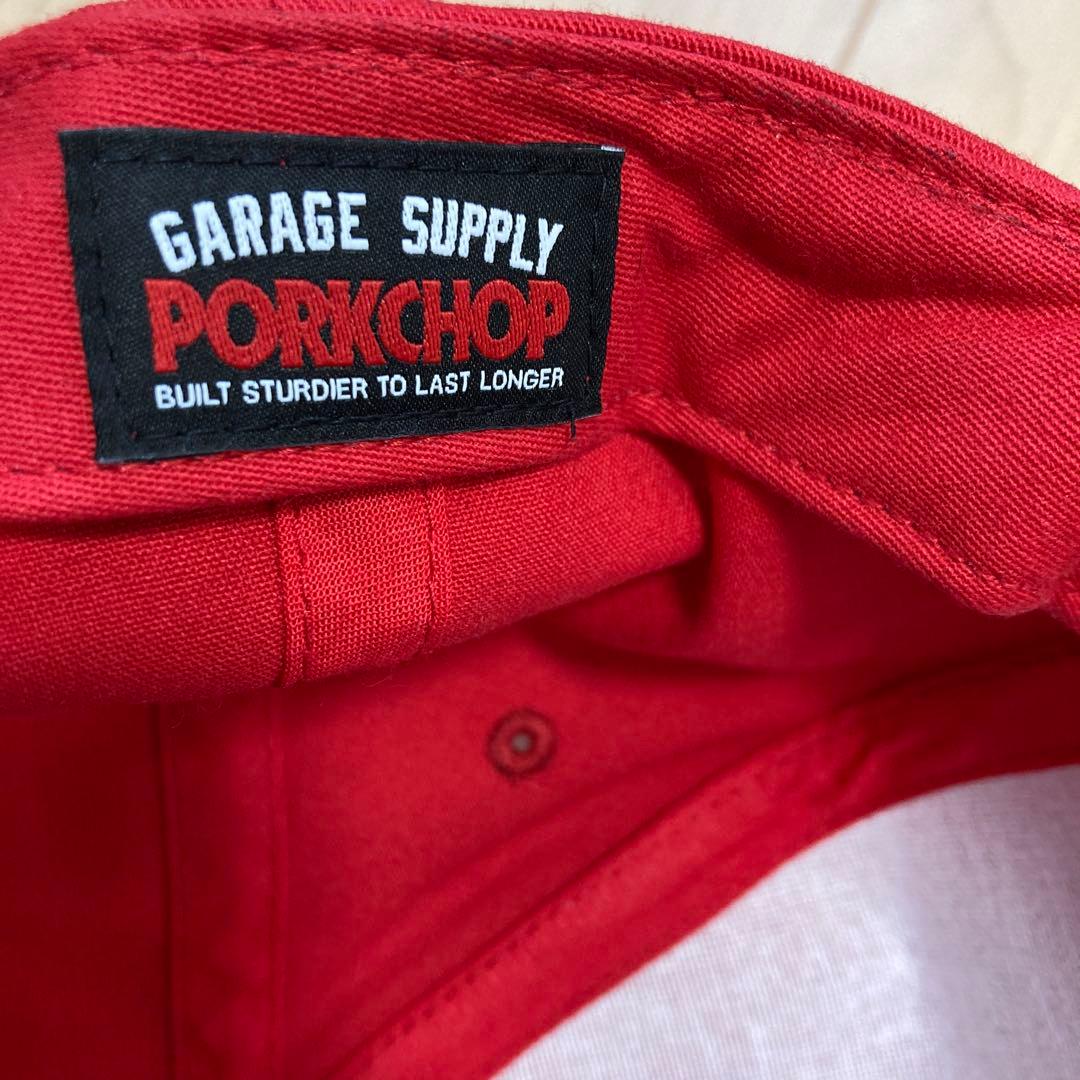 GARAGE SUPPLY
PORKCHOP
BUILT STURDIER TO LAST LONGER